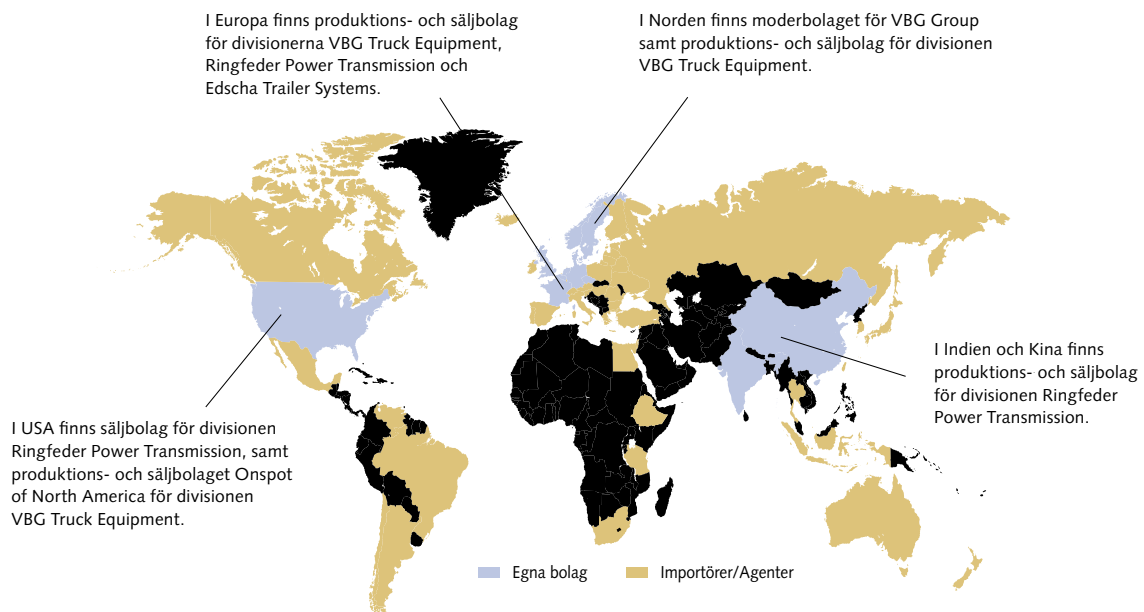 I Europa finns produktions- och säljbolag
för divisionerna VBG Truck Equipment,
Ringfeder Power Transmission och
Edscha Trailer Systems.
I Norden finns moderbolaget för VBG Group
samt produktions- och säljbolag för divisionen
VBG Truck Equipment.
I Indien och Kina finns
produktions- och säljbolag
för divisionen Ringfeder
Power Transmission.
I USA finns säljbolag för divisionen
Ringfeder Power Transmission, samt
produktions- och säljbolaget Onspot
of North America för divisionen
VBG Truck Equipment.
Egna bolag
Importörer/Agenter